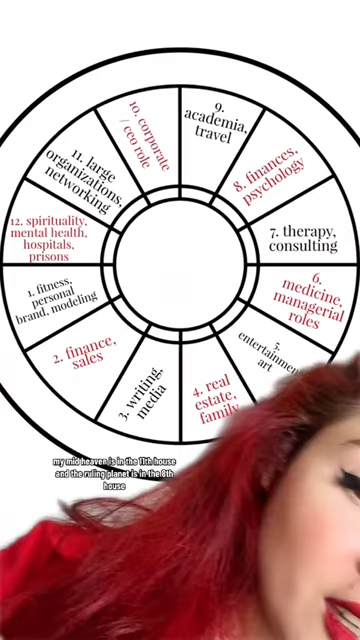 9.
academia,
travel
10. corporate
/ ceo role
8. finances,
psychology
11. large
organizations,
networking
7. therapy,
consulting
12. spirituality,
mental health,
hospitals,
prisons
6.
medicine,
managerial
roles
1. fitness,
personal
brand, modeling
5.
entertainmen
art
2. finance,
sales
3. writing,
media
4. real
estate,
family
my mid heaven is in the 11th house
and the ruling planet is in the 8th
house